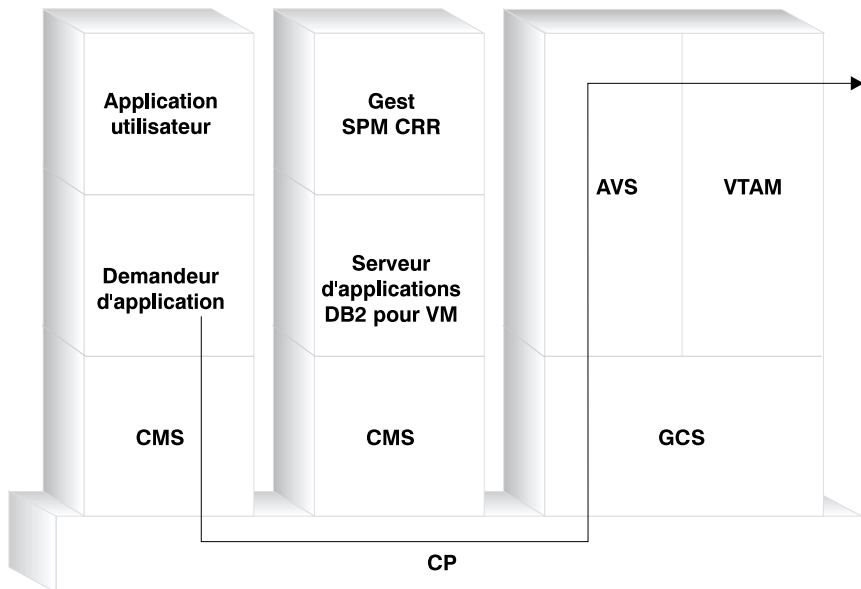 Application
utilisateur
Gest
SPM CRR
AVS
VTAM
Demandeur
d'application
Serveur
d'applications
DB2 pour VM
CMS
CMS
GCS
CP